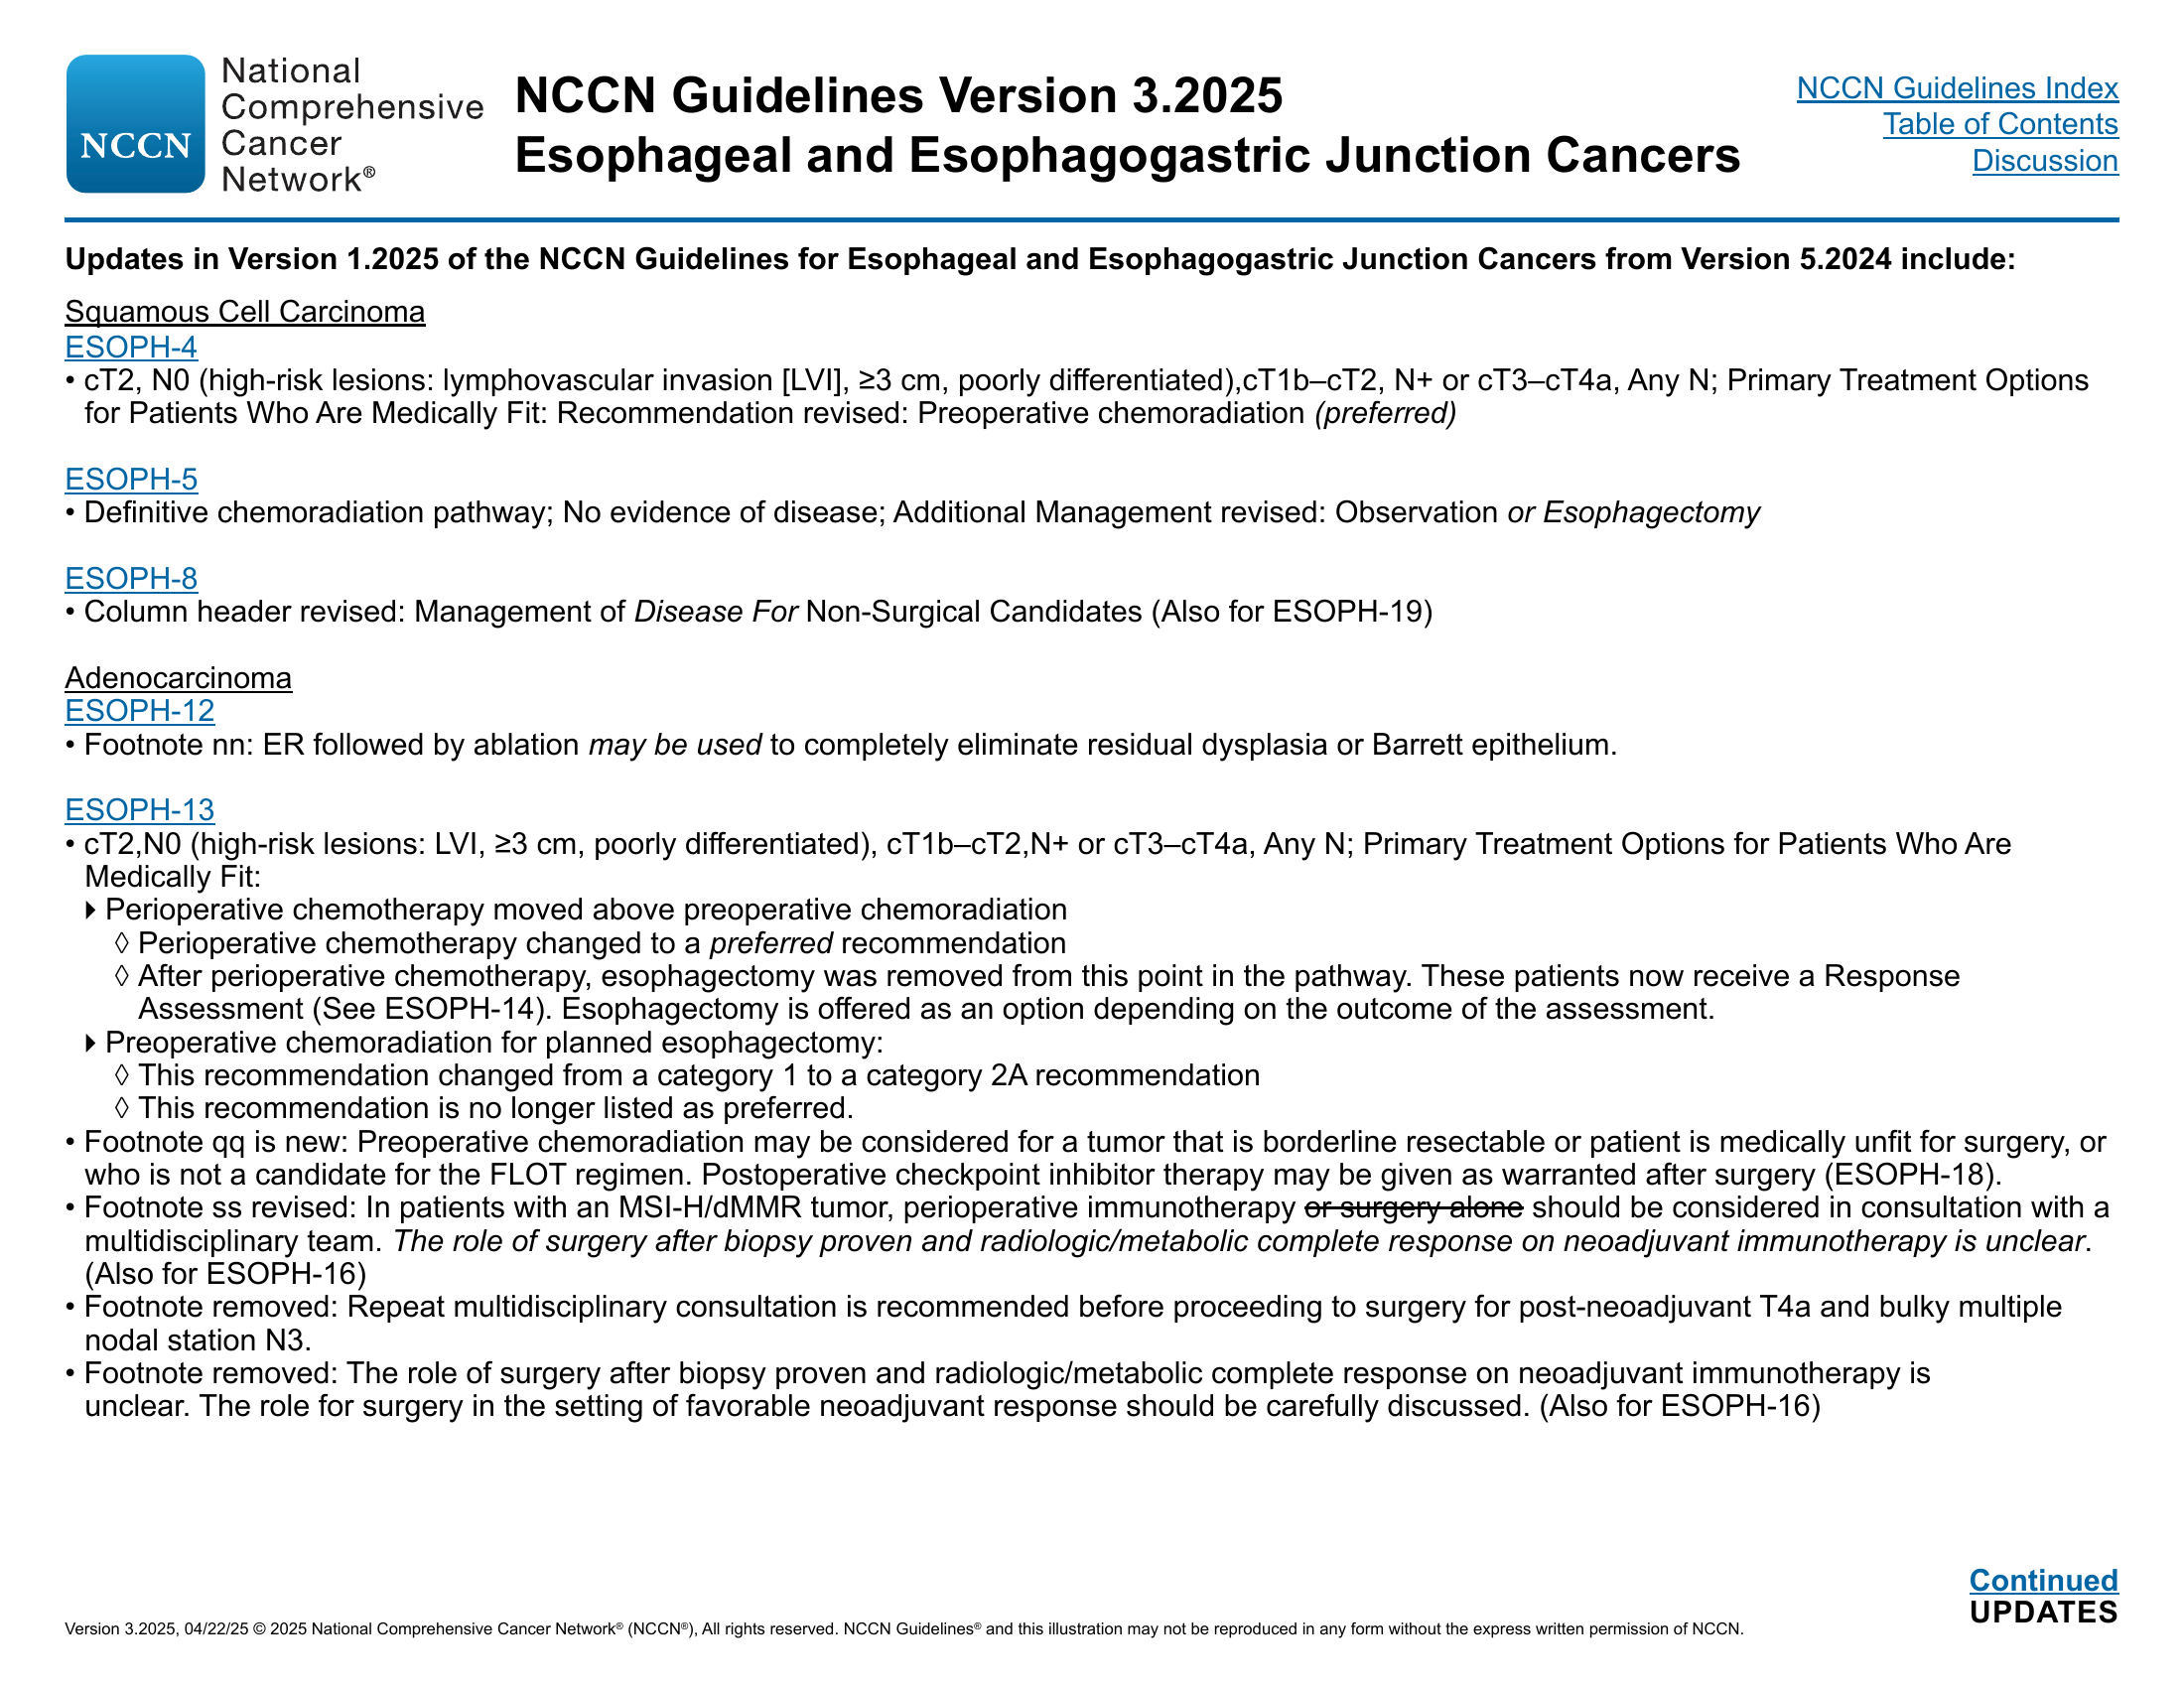 National
Comprehensive
NCCN Cancer
Network®
NCCN Guidelines Version 3.2025
Esophageal and Esophagogastric Junction Cancers
NCCN Guidelines Index
Table of Contents
Discussion
Updates in Version 1.2025 of the NCCN Guidelines for Esophageal and Esophagogastric Junction Cancers from Version 5.2024 include:
Squamous Cell Carcinoma
ESOPH-4
• cT2, N0 (high-risk lesions: lymphovascular invasion [LVI], ≥3 cm, poorly differentiated),cT1b–cT2, N+ or cT3–cT4a, Any N; Primary Treatment Options
for Patients Who Are Medically Fit: Recommendation revised: Preoperative chemoradiation (preferred)
ESOPH-5
• Definitive chemoradiation pathway; No evidence of disease; Additional Management revised: Observation or Esophagectomy
ESOPH-8
• Column header revised: Management of Disease For Non-Surgical Candidates (Also for ESOPH-19)
Adenocarcinoma
ESOPH-12
• Footnote nn: ER followed by ablation may be used to completely eliminate residual dysplasia or Barrett epithelium.
ESOPH-13
• cT2,N0 (high-risk lesions: LVI, ≥3 cm, poorly differentiated), cT1b–cT2,N+ or cT3–cT4a, Any N; Primary Treatment Options for Patients Who Are
Medically Fit:
▸ Perioperative chemotherapy moved above preoperative chemoradiation
◊ Perioperative chemotherapy changed to a preferred recommendation
◊ After perioperative chemotherapy, esophagectomy was removed from this point in the pathway. These patients now receive a Response
Assessment (See ESOPH-14). Esophagectomy is offered as an option depending on the outcome of the assessment.
▸ Preoperative chemoradiation for planned esophagectomy:
◊ This recommendation changed from a category 1 to a category 2A recommendation
◊ This recommendation is no longer listed as preferred.
• Footnote qq is new: Preoperative chemoradiation may be considered for a tumor that is borderline resectable or patient is medically unfit for surgery, or
who is not a candidate for the FLOT regimen. Postoperative checkpoint inhibitor therapy may be given as warranted after surgery (ESOPH-18).
• Footnote ss revised: In patients with an MSI-H/dMMR tumor, perioperative immunotherapy or surgery alone should be considered in consultation with a
multidisciplinary team. The role of surgery after biopsy proven and radiologic/metabolic complete response on neoadjuvant immunotherapy is unclear.
(Also for ESOPH-16)
• Footnote removed: Repeat multidisciplinary consultation is recommended before proceeding to surgery for post-neoadjuvant T4a and bulky multiple
nodal station N3.
• Footnote removed: The role of surgery after biopsy proven and radiologic/metabolic complete response on neoadjuvant immunotherapy is
unclear. The role for surgery in the setting of favorable neoadjuvant response should be carefully discussed. (Also for ESOPH-16)
Continued
UPDATES
Version 3.2025, 04/22/25 © 2025 National Comprehensive Cancer Network® (NCCN®), All rights reserved. NCCN Guidelines® and this illustration may not be reproduced in any form without the express written permission of NCCN.